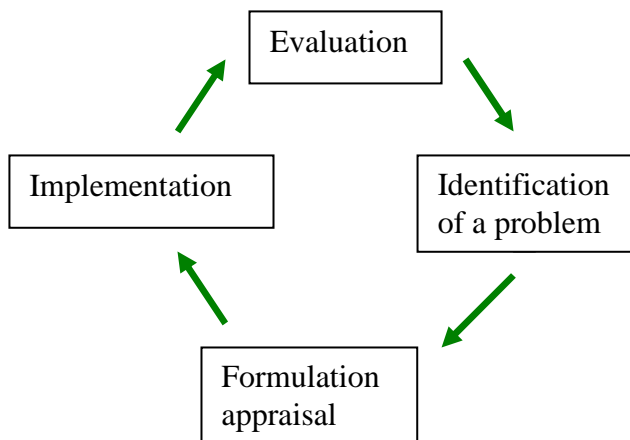 Evaluation
Implementation
Identification
of a problem
Formulation
appraisal